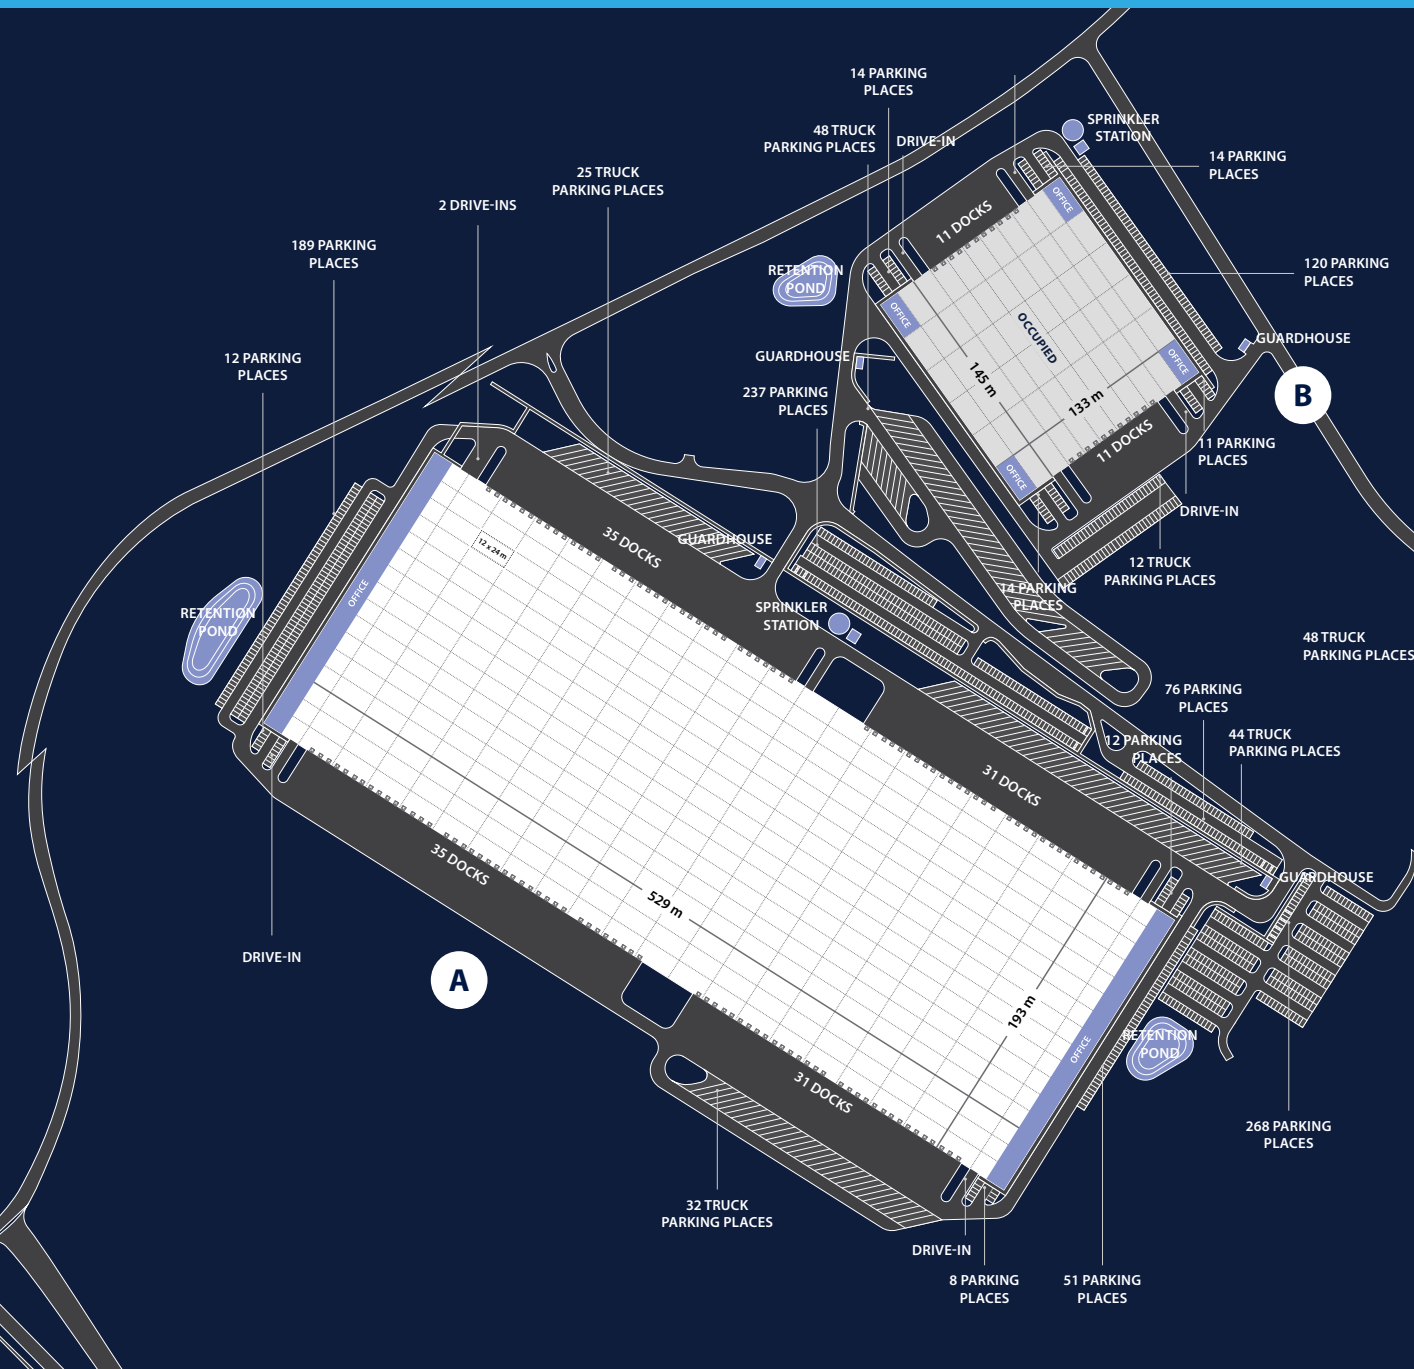 14 PARKING
PLACES
48 TRUCK
PARKING PLACES
DRIVE-IN
SPRINKLER
STATION
14 PARKING
PLACES
25 TRUCK
PARKING PLACES
2 DRIVE-INS
189 PARKING
PLACES
12 PARKING
PLACES
RETENTION
POND
11 DOCKS
OFFICE
OFFICE
OCCUPIED
145 m
133 m
OFFICE
OFFICE
11 DOCKS
120 PARKING
PLACES
GUARDHOUSE
B
GUARDHOUSE
237 PARKING
PLACES
11 PARKING
PLACES
DRIVE-IN
12 TRUCK
PARKING PLACES
14 PARKING
PLACES
48 TRUCK
PARKING PLACES
35 DOCKS
GUARDHOUSE
12 x 24 m
OFFICE
RETENTION
POND
SPRINKLER
STATION
76 PARKING
PLACES
12 PARKING
PLACES
44 TRUCK
PARKING PLACES
31 DOCKS
GUARDHOUSE
35 DOCKS
529 m
193 m
DRIVE-IN
A
OFFICE
RETENTION
POND
31 DOCKS
268 PARKING
PLACES
32 TRUCK
PARKING PLACES
DRIVE-IN
8 PARKING
PLACES
51 PARKING
PLACES